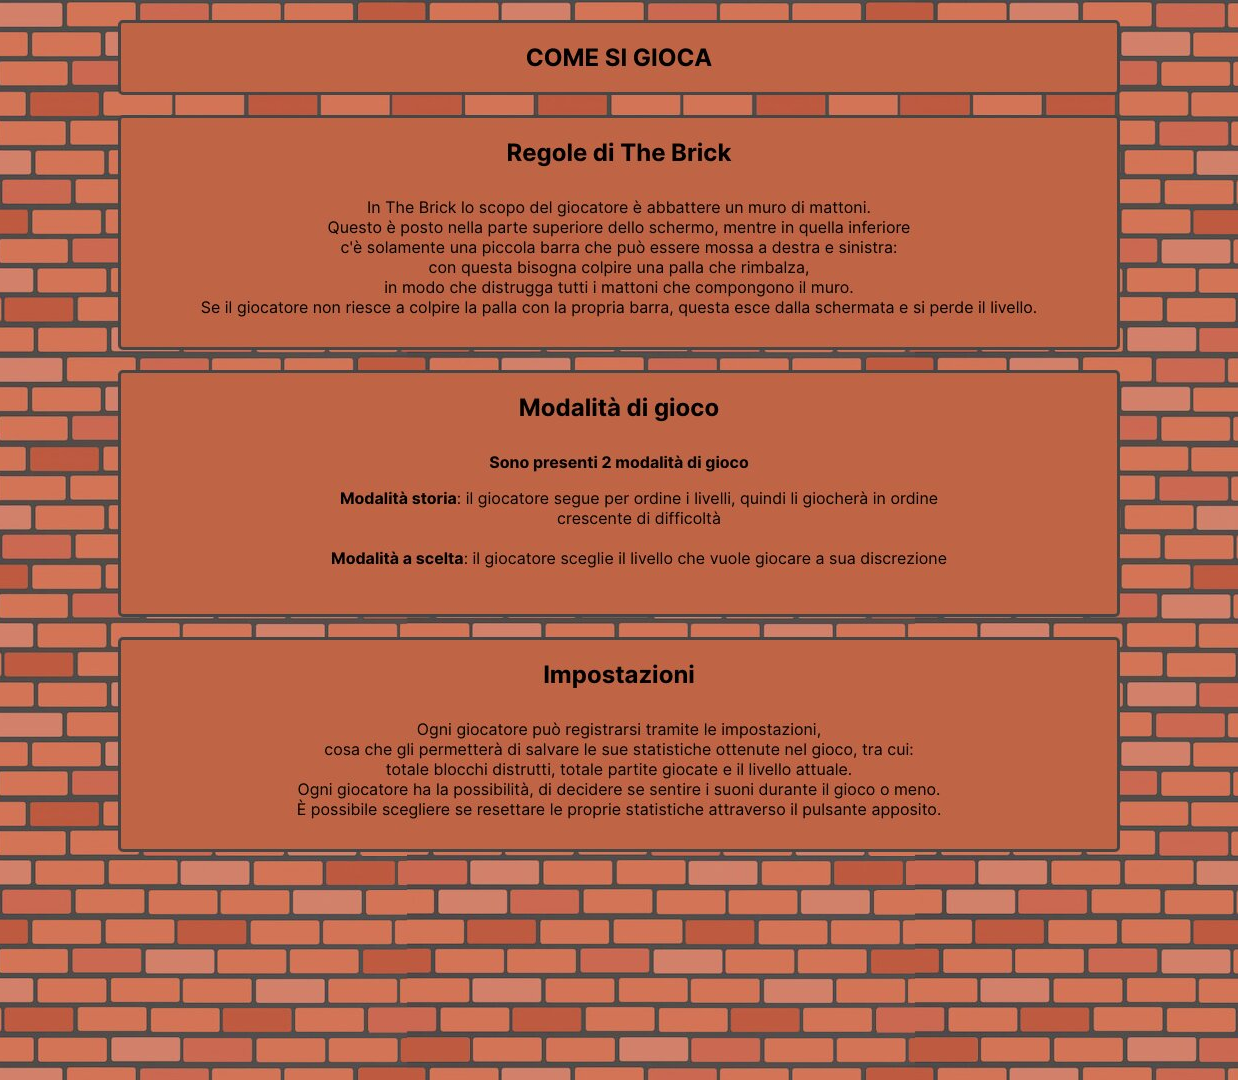 COME SI GIOCA
Regole di The Brick
In The Brick lo scopo del giocatore è abbattere un muro di mattoni.
Questo è posto nella parte superiore dello schermo, mentre in quella inferiore
c'è solamente una piccola barra che può essere mossa a destra e sinistra:
con questa bisogna colpire una palla che rimbalza,
in modo che distrugga tutti i mattoni che compongono il muro.
Se il giocatore non riesce a colpire la palla con la propria barra, questa esce dalla schermata e si perde il livello.
Modalità di gioco
Sono presenti 2 modalità di gioco
Modalità storia: il giocatore segue per ordine i livelli, quindi li giocherà in ordine
crescente di difficoltà
Modalità a scelta: il giocatore sceglie il livello che vuole giocare a sua discrezione
Impostazioni
Ogni giocatore può registrarsi tramite le impostazioni,
cosa che gli permetterà di salvare le sue statistiche ottenute nel gioco, tra cui:
totale blocchi distrutti, totale partite giocate e il livello attuale.
Ogni giocatore ha la possibilità, di decidere se sentire i suoni durante il gioco o meno.
È possibile scegliere se resettare le proprie statistiche attraverso il pulsante apposito.